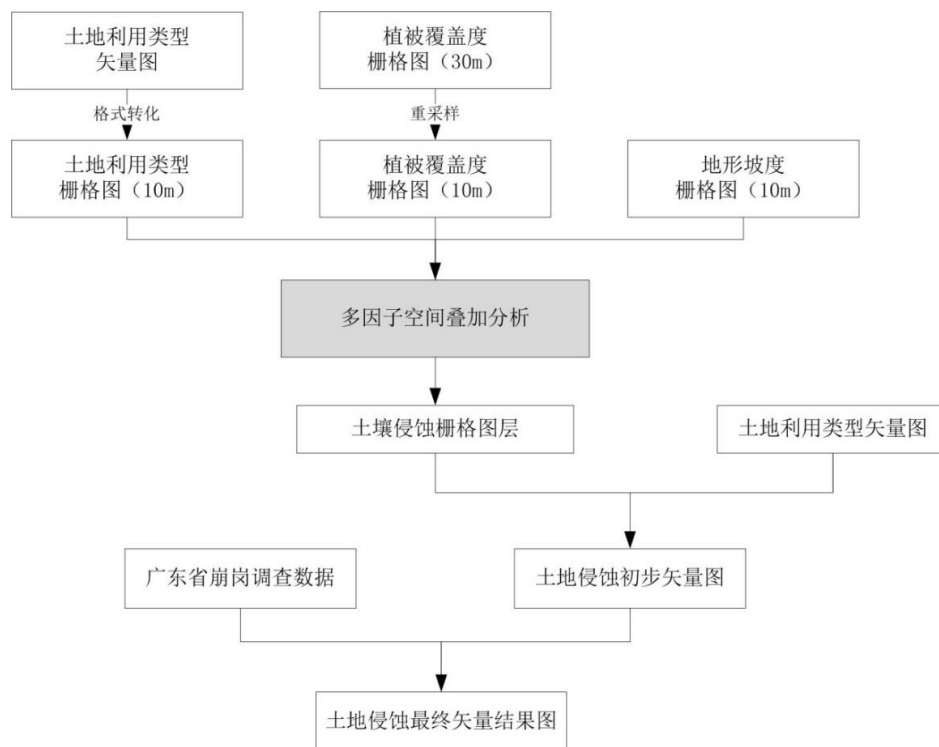 土地利用类型
矢量图
植被覆盖度
栅格图（30m）
格式转化
重采样
土地利用类型
栅格图（10m）
植被覆盖度
栅格图（10m）
地形坡度
栅格图（10m）
多因子空间叠加分析
土壤侵蚀栅格图层
土地利用类型矢量图
广东省崩岗调查数据
土地侵蚀初步矢量图
土地侵蚀最终矢量结果图